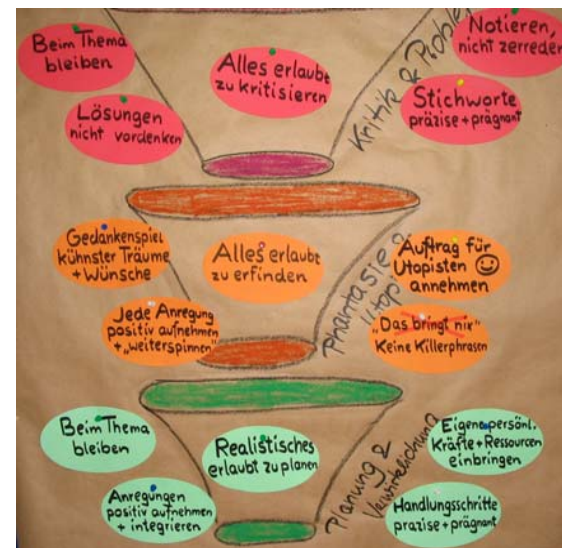 Beim Thema
bleiben
Alles erlaubt
zu kritisieren
Notieren,
nicht zerreden
Lösungen
nicht vordenken
Stichworte
präzise + prägnant
Kritik & Proble
Gedankenspiel
kühnster Träume
+ Wünsche
Alles erlaubt
zu erfinden
Auftrag für
Utopisten ☺
annehmen
Jede Anregung
positiv aufnehmen
+ „weiterspinnen"
„Das bringt nix"
Keine Killerphrasen
Phantasie &
Utopi
Beim Thema
bleiben
Realistisches
erlaubt zu planen
Eigene persönl.
Kräfte + Ressourcen
einbringen
Anregungen
positiv aufnehmen
+ integrieren
Handlungsschritte
präzise + prägnant
Planung &
Verwirklichung